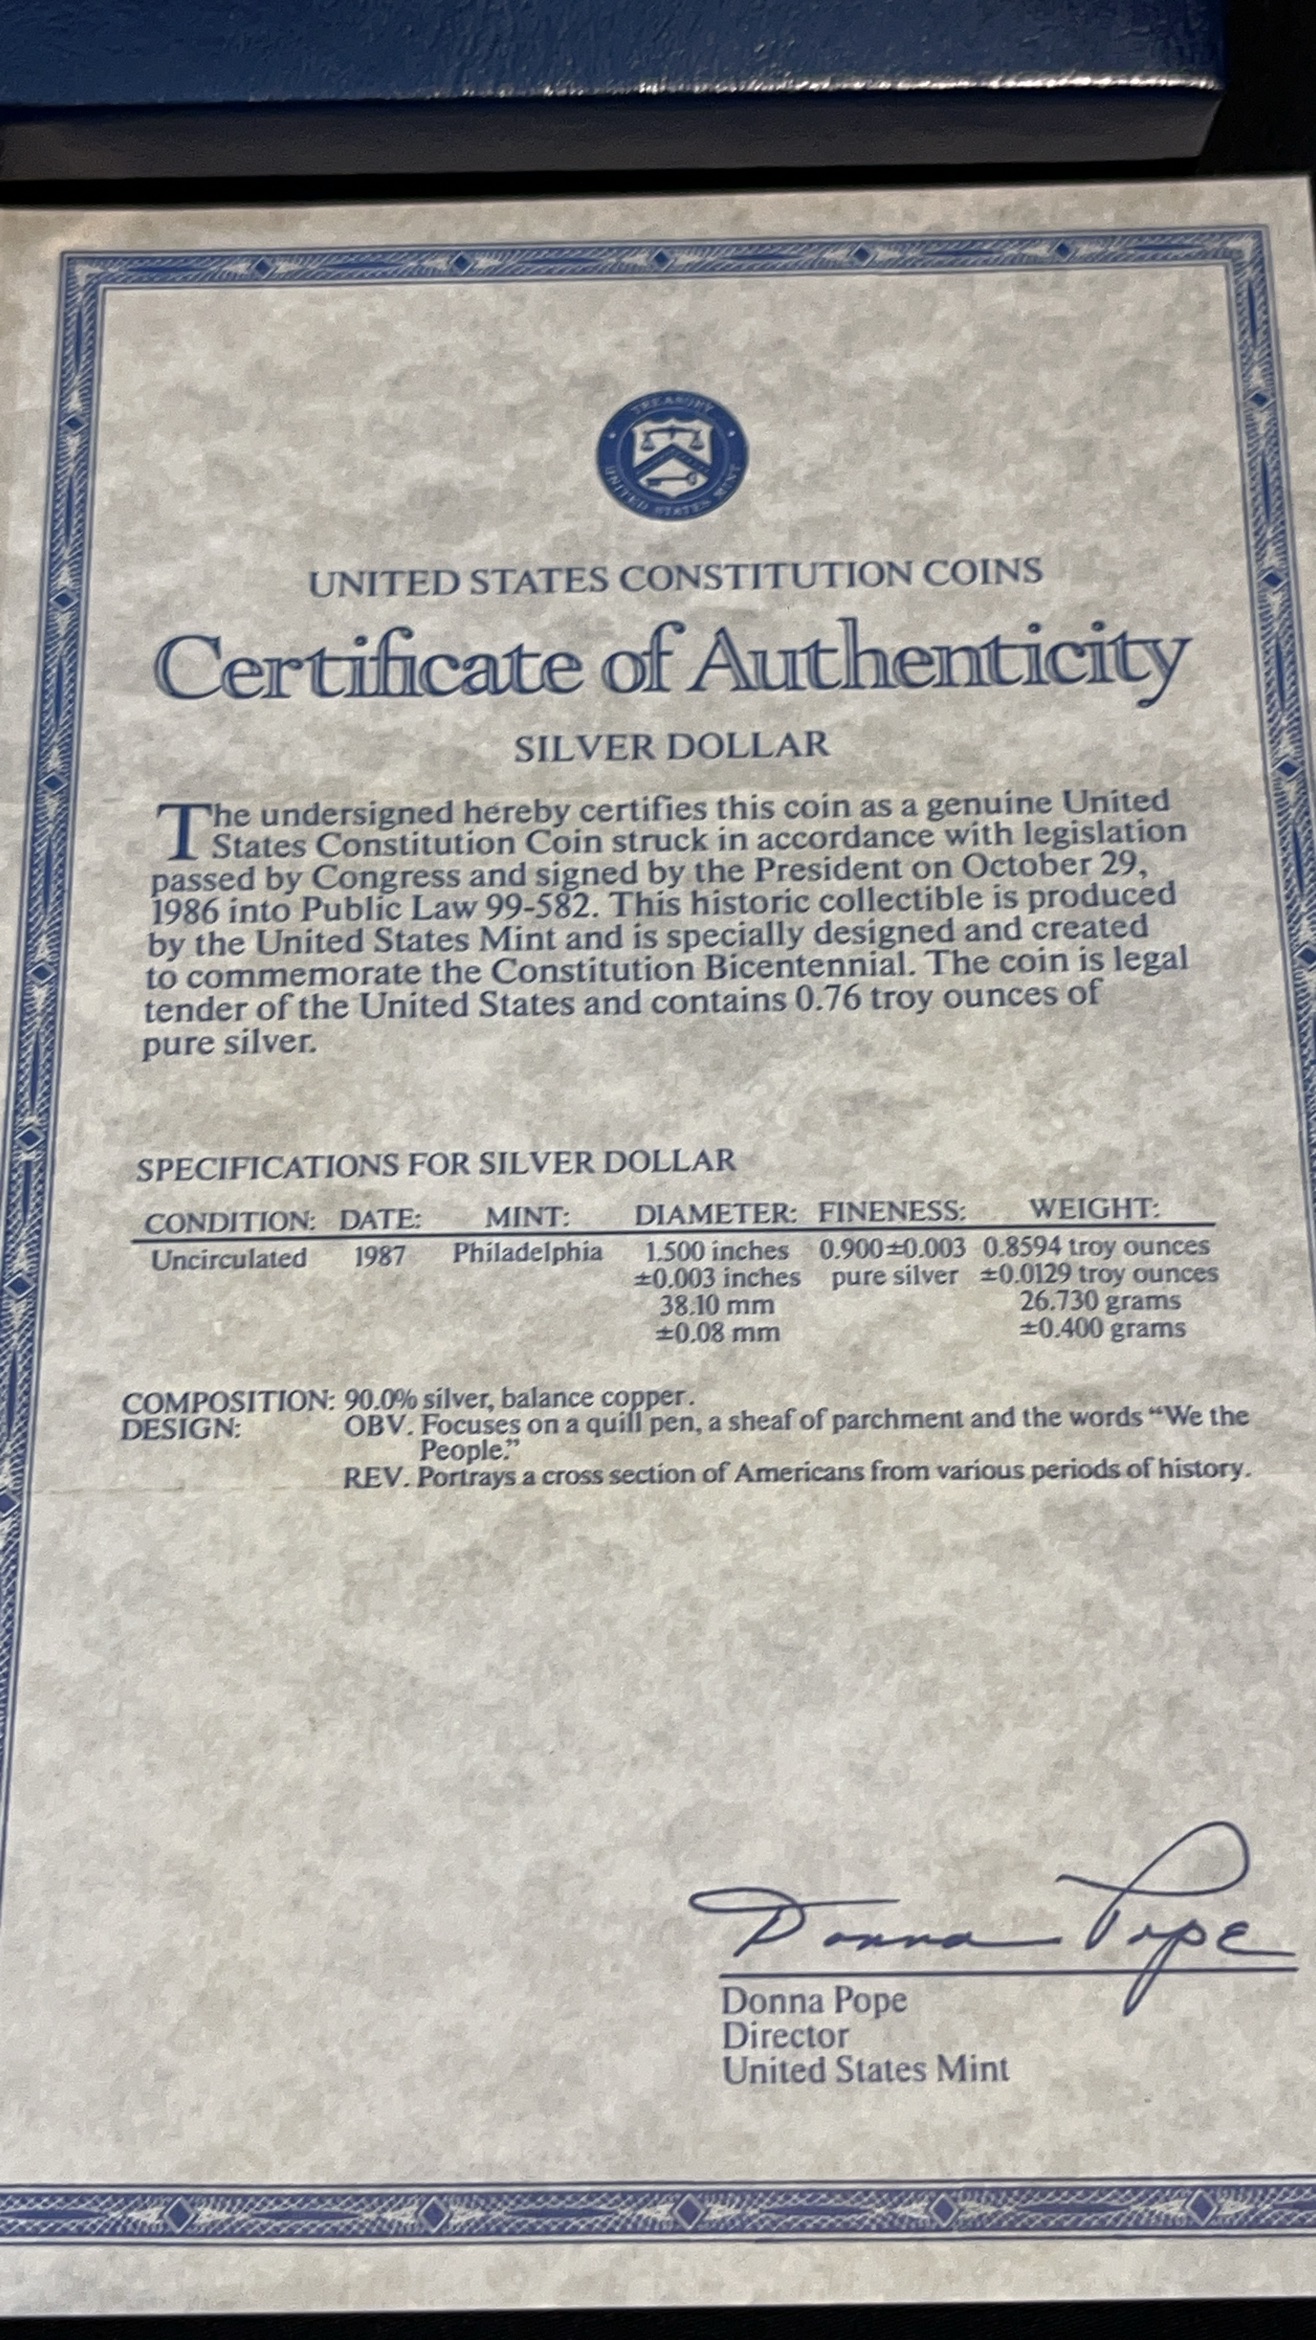 TREASURY
UNITED STATES MINT
UNITED STATES CONSTITUTION COINS
Certificate of Authenticity
SILVER DOLLAR
The undersigned hereby certifies this coin as a genuine United
States Constitution Coin struck in accordance with legislation
passed by Congress and signed by the President on October 29,
1986 into Public Law 99-582. This historic collectible is produced
by the United States Mint and is specially designed and created
to commemorate the Constitution Bicentennial. The coin is legal
tender of the United States and contains 0.76 troy ounces of
pure silver.
SPECIFICATIONS FOR SILVER DOLLAR
CONDITION: DATE: MINT: DIAMETER: FINENESS: WEIGHT:
Uncirculated 1987 Philadelphia 1.500 inches 0.900±0.003 0.8594 troy ounces
±0.003 inches pure silver ±0.0129 troy ounces
38.10 mm 26.730 grams
±0.08 mm ±0.400 grams
COMPOSITION: 90.0% silver, balance copper.
DESIGN: OBV. Focuses on a quill pen, a sheaf of parchment and the words “We the
People.”
REV. Portrays a cross section of Americans from various periods of history.
Donna Pope
Donna Pope
Director
United States Mint